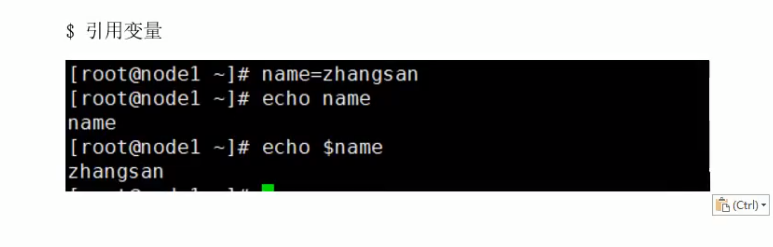 $ 引用变量
[root@node1 ~]# name=zhangsan
[root@node1 ~]# echo name
name
[root@node1 ~]# echo $name
zhangsan
(Ctrl)